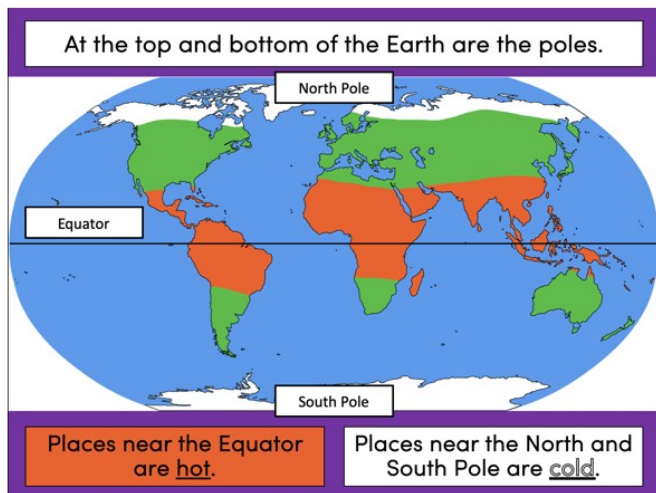 At the top and bottom of the Earth are the poles.
North Pole
Equator
South Pole
Places near the Equator
are hot.
Places near the North and
South Pole are cold.